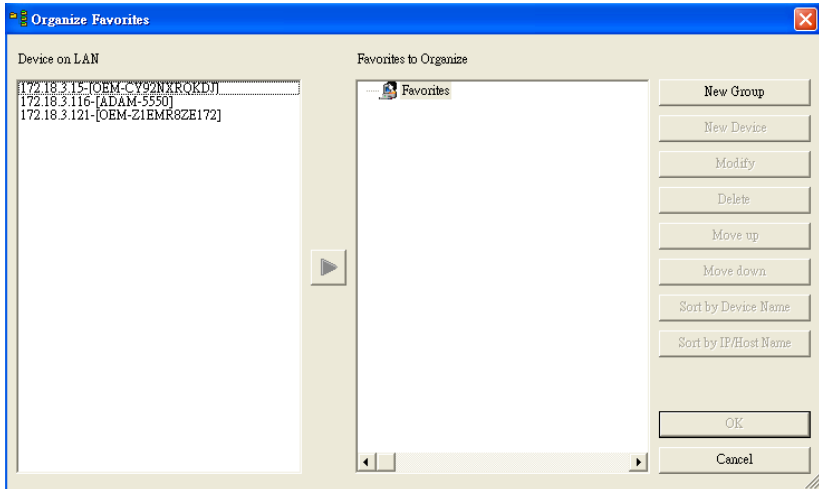 Organize Favorites
Device on LAN
172.18.3.15-[OEM-CY92NXRQKDJ]
172.18.3.116-[ADAM-5550]
172.18.3.121-[OEM-Z1EMR8ZE172]
Favorites to Organize
Favorites
New Group
New Device
Modify
Delete
Move up
Move down
Sort by Device Name
Sort by IP/Host Name
OK
Cancel